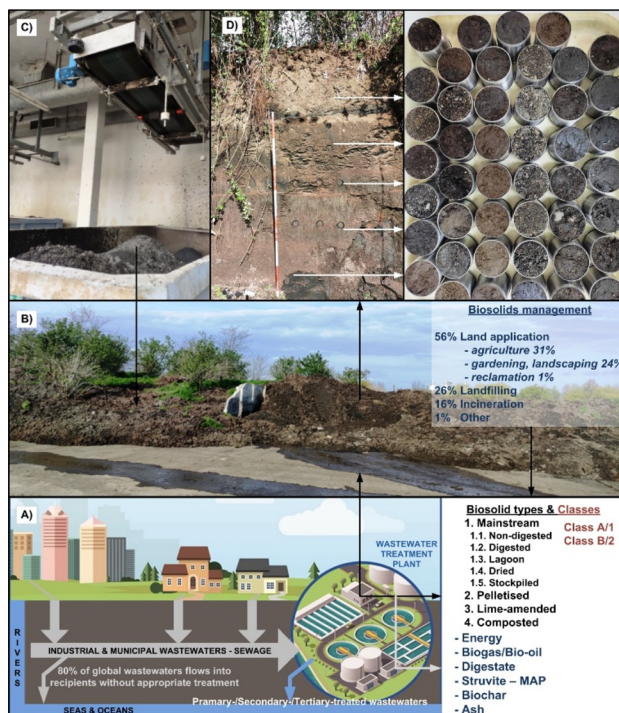 C)
D)
B)
Biosolids management
56% Land application
- agriculture 31%
- gardening, landscaping 24%
- reclamation 1%
26% Landfilling
16% Incineration
1% Other
A)
WASTEWATER
TREATMENT
PLANT
RIVERS
INDUSTRIAL & MUNICIPAL WASTEWATERS - SEWAGE
80% of global wastewaters flows into
recipients without appropriate treatment
Pramary-/Secondary-/Tertiary-treated wastewaters
SEAS & OCEANS
Biosolid types & Classes
1. Mainstream
1.1. Non-digested
1.2. Digested
1.3. Lagoon
1.4. Dried
1.5. Stockpiled
2. Pelletised
3. Lime-amended
4. Composted
Class A/1
Class B/2
- Energy
- Biogas/Bio-oil
- Digestate
- Struvite – MAP
- Biochar
- Ash